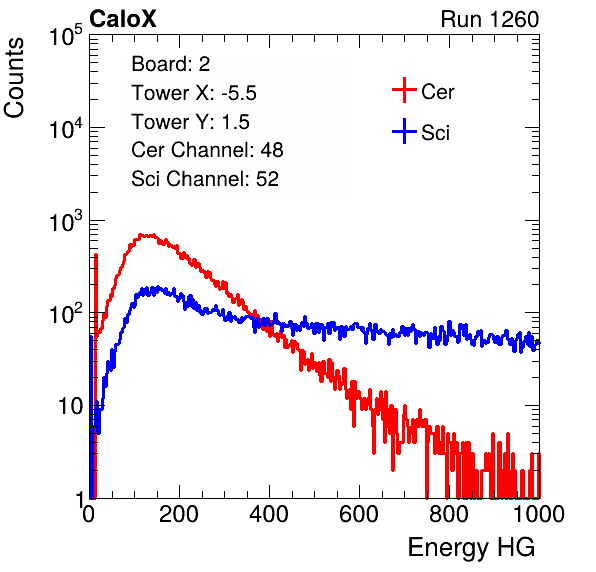 CaloX Run 1260
Counts
10^5
10^4
10^3
10^2
10
1
Board: 2
Tower X: -5.5
Tower Y: 1.5
Cer Channel: 48
Sci Channel: 52
Cer
Sci
0 200 400 600 800 1000
Energy HG